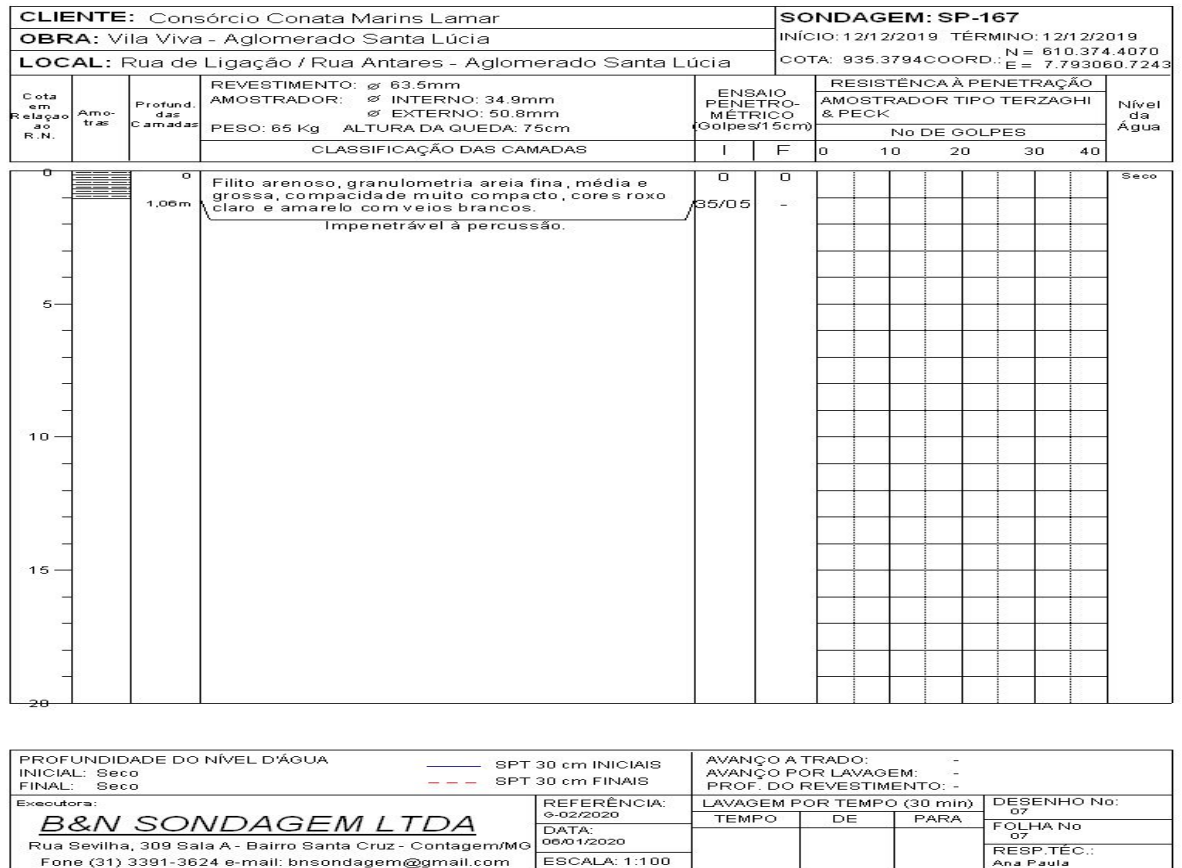 CLIENTE: Consórcio Conata Marins Lamar
SONDAGEM: SP-167
OBRA: Vila Viva - Aglomerado Santa Lúcia
INÍCIO: 12/12/2019 TÉRMINO: 12/12/2019
LOCAL: Rua de Ligação / Rua Antares - Aglomerado Santa Lúcia
COTA: 935.3794 COORD.: N = 610.374.4070
E = 7.793060.7243
Cota
em
Relaçao
ao
R.N.
Amo-
tras
Profund.
das
Camadas
REVESTIMENTO: ø 63.5mm
AMOSTRADOR: ø INTERNO: 34.9mm
ø EXTERNO: 50.8mm
PESO: 65 Kg ALTURA DA QUEDA: 75cm
CLASSIFICAÇÃO DAS CAMADAS
ENSAIO
PENETRO-
MÉTRICO
(Golpes/15cm)
I F
RESISTÊNCA À PENETRAÇÃO
AMOSTRADOR TIPO TERZAGHI
& PECK
No DE GOLPES
0 10 20 30 40
Nível
da
Água
0 0 0 0 Seco
Filito arenoso, granulometria areia fina, média e
grossa, compacidade muito compacto, cores roxo
1,06m claro e amarelo com veios brancos. 35/05 -
Impenetrável à percussão.
5
10
15
20
PROFUNDIDADE DO NÍVEL D'ÁGUA
INICIAL: Seco
FINAL: Seco
SPT 30 cm INICIAIS
SPT 30 cm FINAIS
AVANÇO A TRADO: -
AVANÇO POR LAVAGEM: -
PROF. DO REVESTIMENTO: -
Executora:
B&N SONDAGEM LTDA
Rua Sevilha, 309 Sala A - Bairro Santa Cruz - Contagem/MG
Fone (31) 3391-3624 e-mail: bnsondagem@gmail.com
REFERÊNCIA:
G-02/2020
DATA:
06/01/2020
ESCALA: 1:100
LAVAGEM POR TEMPO (30 min)
TEMPO DE PARA
DESENHO No:
07
FOLHA No
07
RESP.TÉC.:
Ana Paula